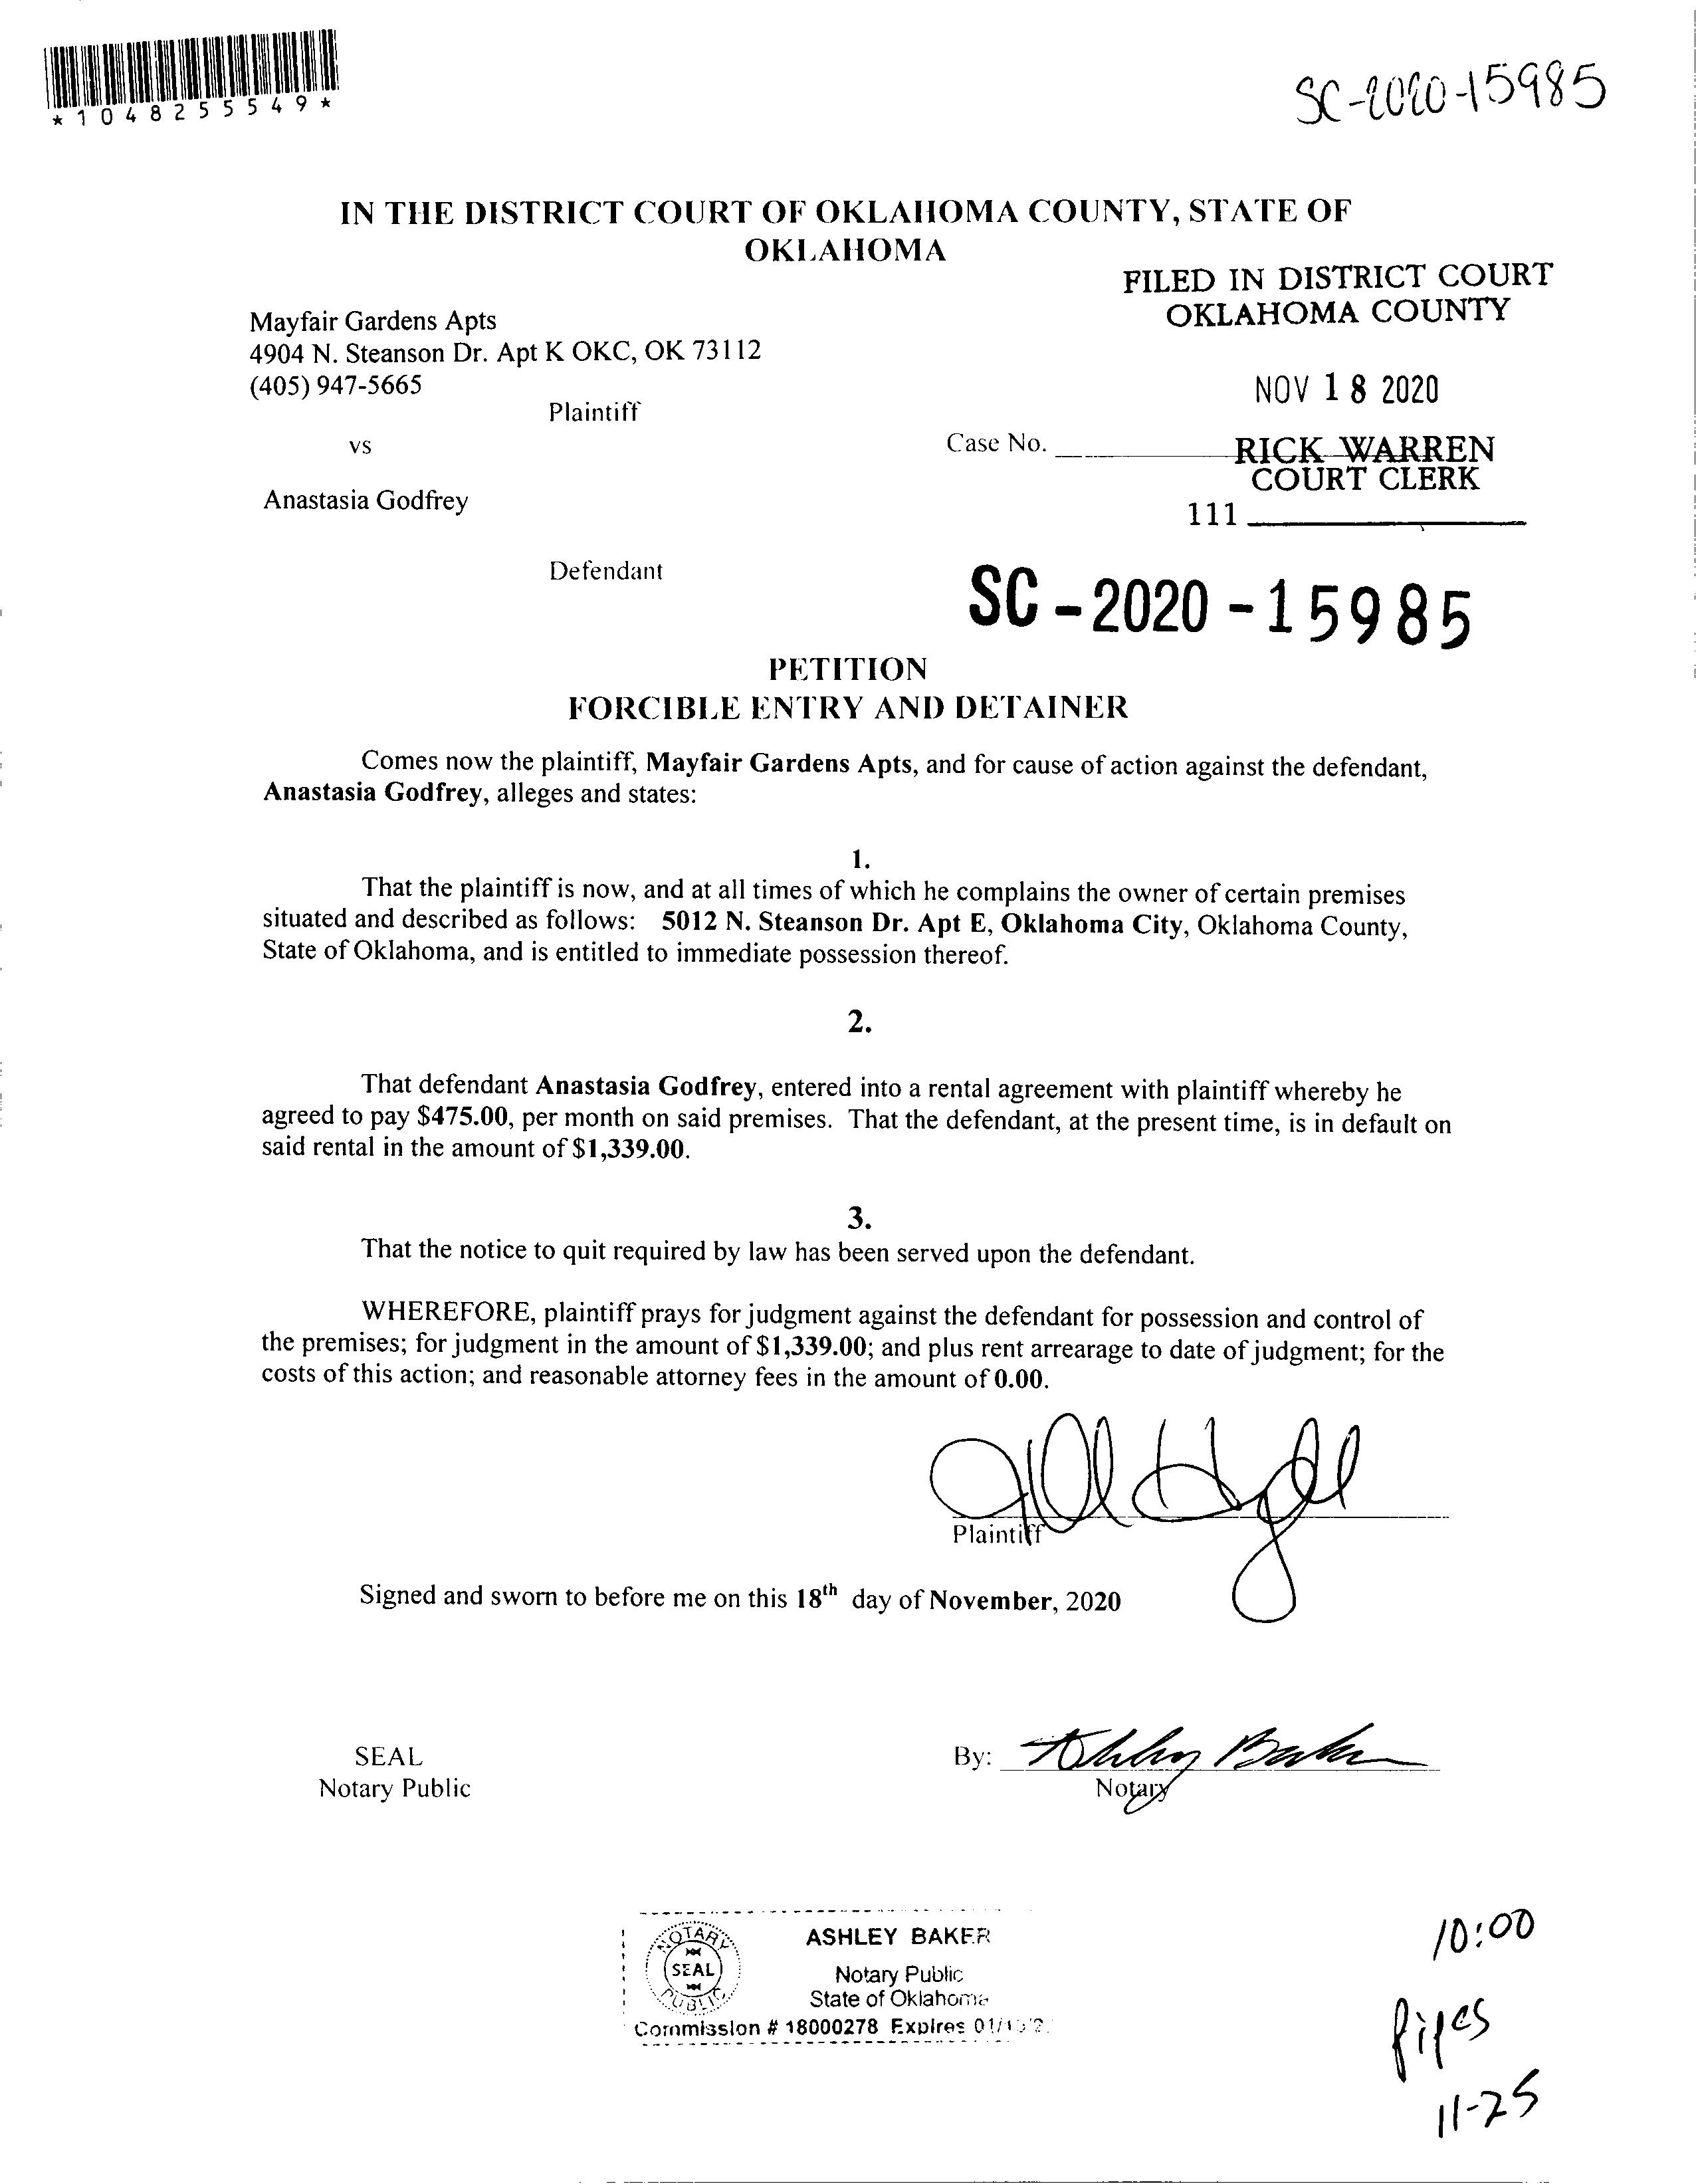 *1048255549*
SC-2020-15985
IN THE DISTRICT COURT OF OKLAHOMA COUNTY, STATE OF
OKLAHOMA
FILED IN DISTRICT COURT
OKLAHOMA COUNTY
Mayfair Gardens Apts
4904 N. Steanson Dr. Apt K OKC, OK 73112
(405) 947-5665
NOV 18 2020
Plaintiff
vs
Case No.
RICK WARREN
COURT CLERK
Anastasia Godfrey
111
Defendant
SC-2020-15985
PETITION
FORCIBLE ENTRY AND DETAINER
Comes now the plaintiff, Mayfair Gardens Apts, and for cause of action against the defendant,
Anastasia Godfrey, alleges and states:
1.
That the plaintiff is now, and at all times of which he complains the owner of certain premises
situated and described as follows: 5012 N. Steanson Dr. Apt E, Oklahoma City, Oklahoma County,
State of Oklahoma, and is entitled to immediate possession thereof.
2.
That defendant Anastasia Godfrey, entered into a rental agreement with plaintiff whereby he
agreed to pay $475.00, per month on said premises. That the defendant, at the present time, is in default on
said rental in the amount of $1,339.00.
3.
That the notice to quit required by law has been served upon the defendant.
WHEREFORE, plaintiff prays for judgment against the defendant for possession and control of
the premises; for judgment in the amount of $1,339.00; and plus rent arrearage to date of judgment; for the
costs of this action; and reasonable attorney fees in the amount of 0.00.
Plaintiff
Signed and sworn to before me on this 18th day of November, 2020
SEAL
Notary Public
By: Ashley Baker
Notary
NOTARY
SEAL
PUBLIC
ASHLEY BAKER
Notary Public
State of Oklahoma
Commission # 18000278 Expires
10:00
pipes
11-25